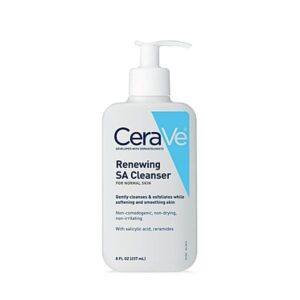 CeraVe
DEVELOPED WITH DERMATOLOGISTS
Renewing
SA Cleanser
FOR NORMAL SKIN
Gently cleanses & exfoliates while
softening and smoothing skin
Non-comedogenic, non-drying,
non-irritating
With salicylic acid, ceramides
8 FL OZ (237 mL)